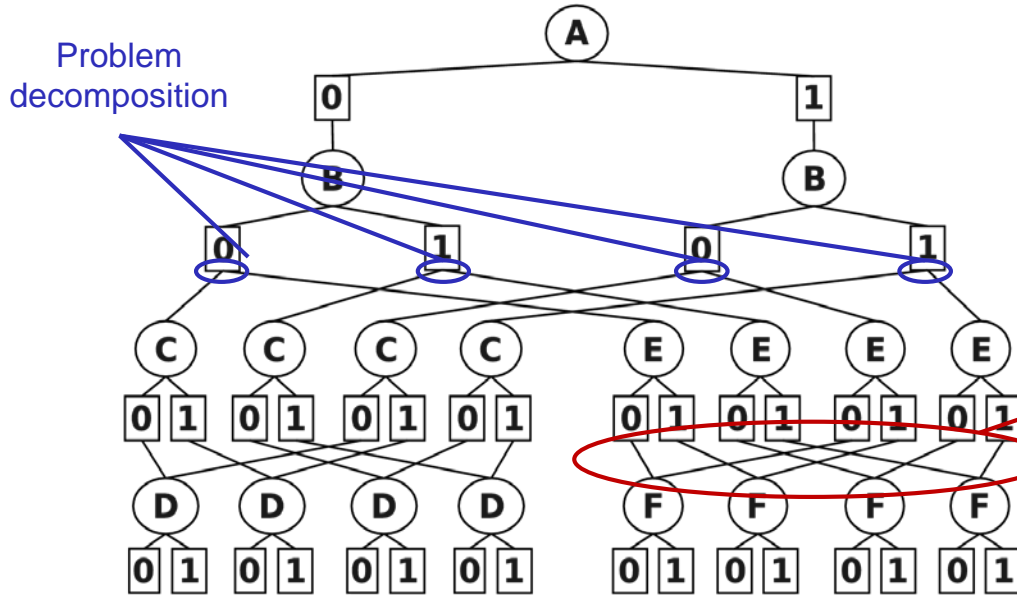 A
Problem
decomposition
0 1
B B
0 1 0 1
C C C C E E E E
0 1 0 1 0 1 0 1 0 1 0 1 0 1 0 1
D D D D F F F F
0 1 0 1 0 1 0 1 0 1 0 1 0 1 0 1